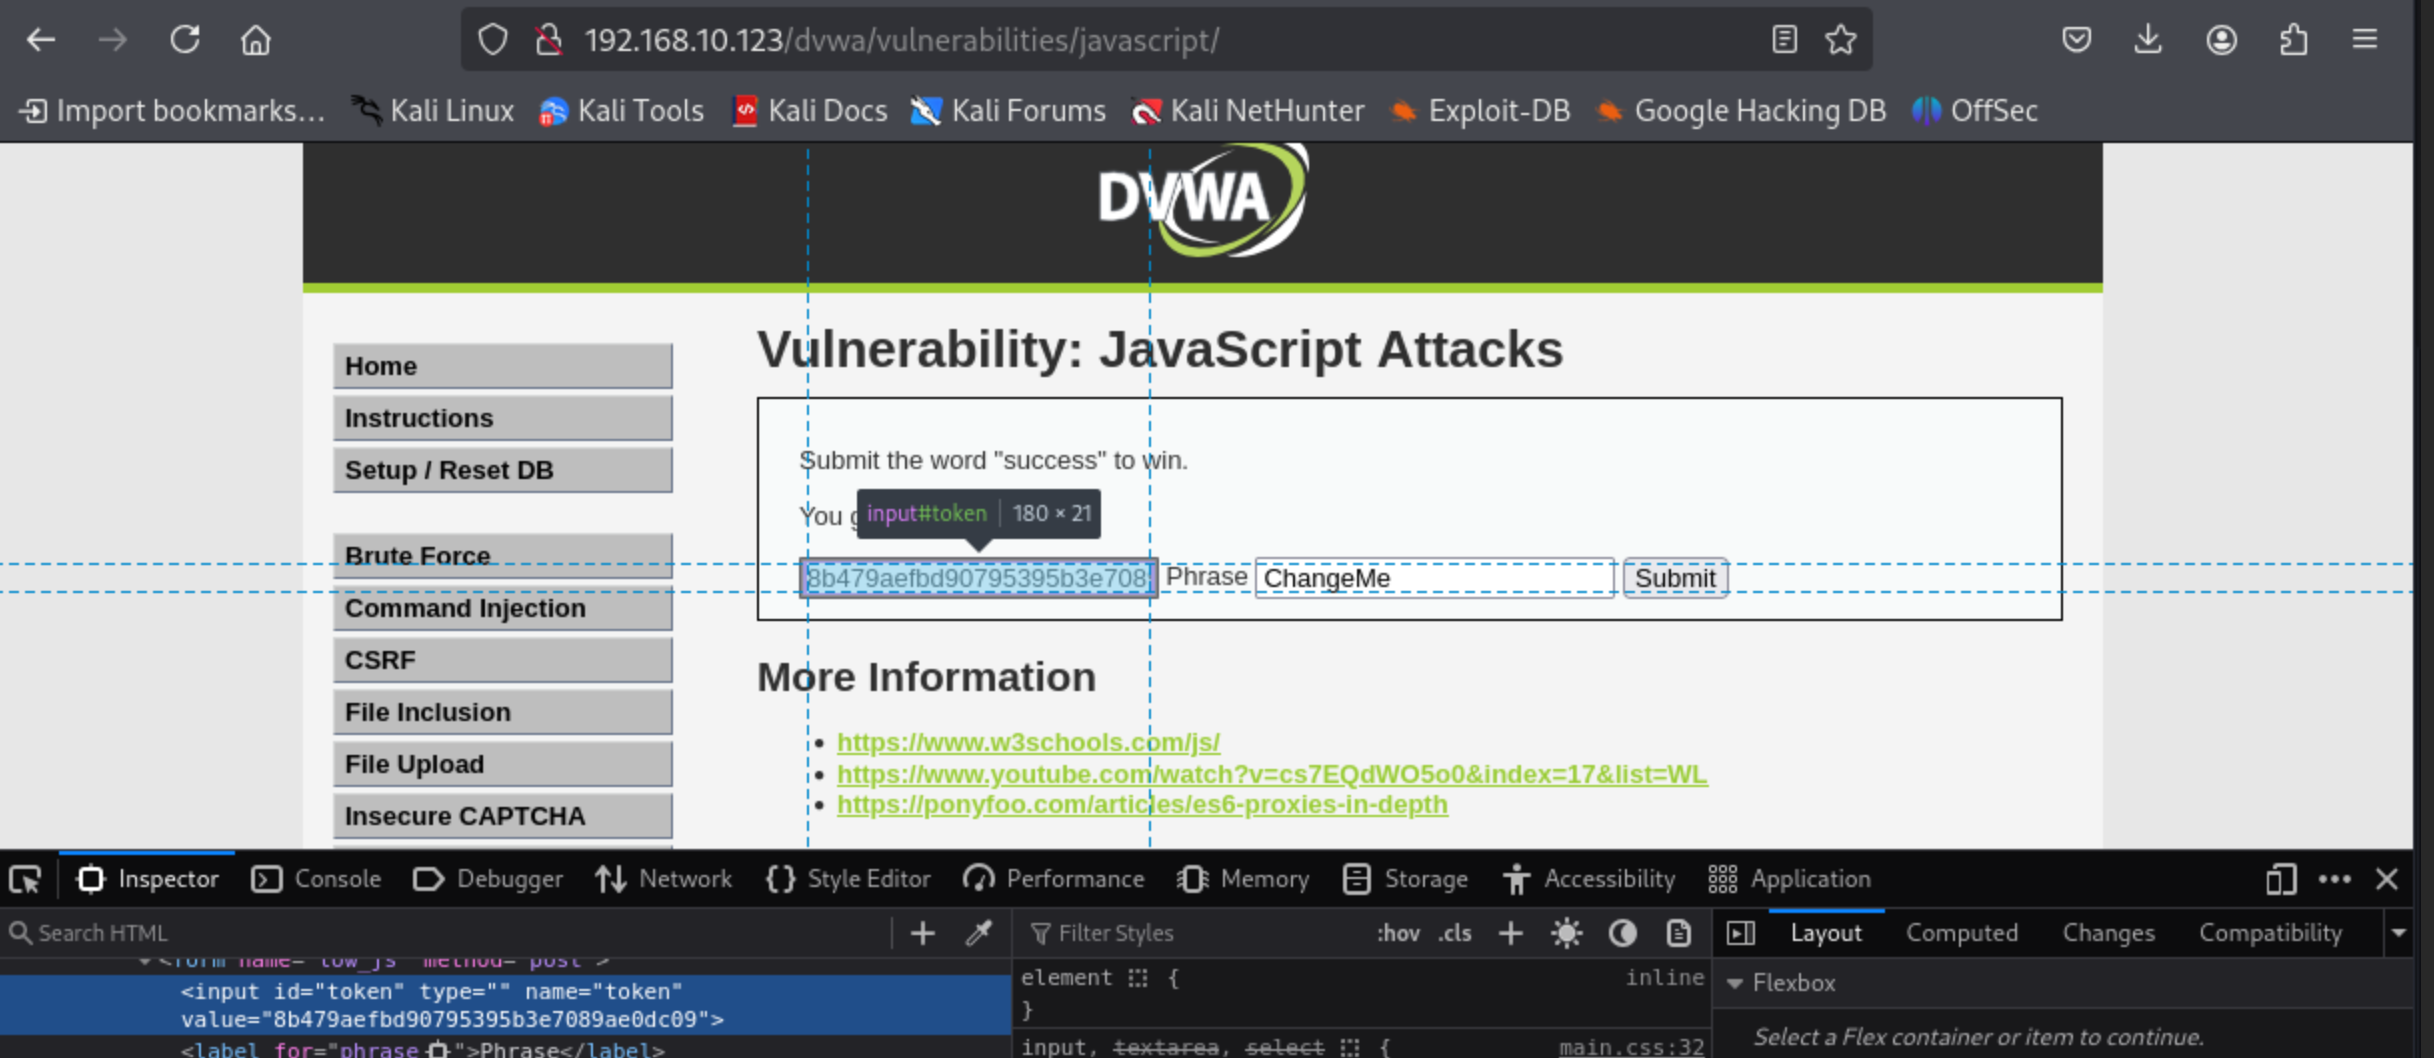 192.168.10.123/dvwa/vulnerabilities/javascript/
Import bookmarks... Kali Linux Kali Tools Kali Docs Kali Forums Kali NetHunter Exploit-DB Google Hacking DB OffSec
DVWA
Vulnerability: JavaScript Attacks
Home
Instructions
Setup / Reset DB
Brute Force
Command Injection
CSRF
File Inclusion
File Upload
Insecure CAPTCHA
Submit the word "success" to win.
You
input#token 180 × 21
8b479aefbd90795395b3e708 Phrase ChangeMe Submit
More Information
https://www.w3schools.com/js/
https://www.youtube.com/watch?v=cs7EQdWO5o0&index=17&list=WL
https://ponyfoo.com/articles/es6-proxies-in-depth
Inspector Console Debugger Network Style Editor Performance Memory Storage Accessibility Application
Search HTML
<form name="low_js" method="post">
<input id="token" type="" name="token"
value="8b479aefbd90795395b3e7089ae0dc09">
<label for="phrase">Phrase</label>
Filter Styles :hov .cls
element { inline
}
input, textarea, select { main.css:32
Layout Computed Changes Compatibility
Flexbox
Select a Flex container or item to continue.